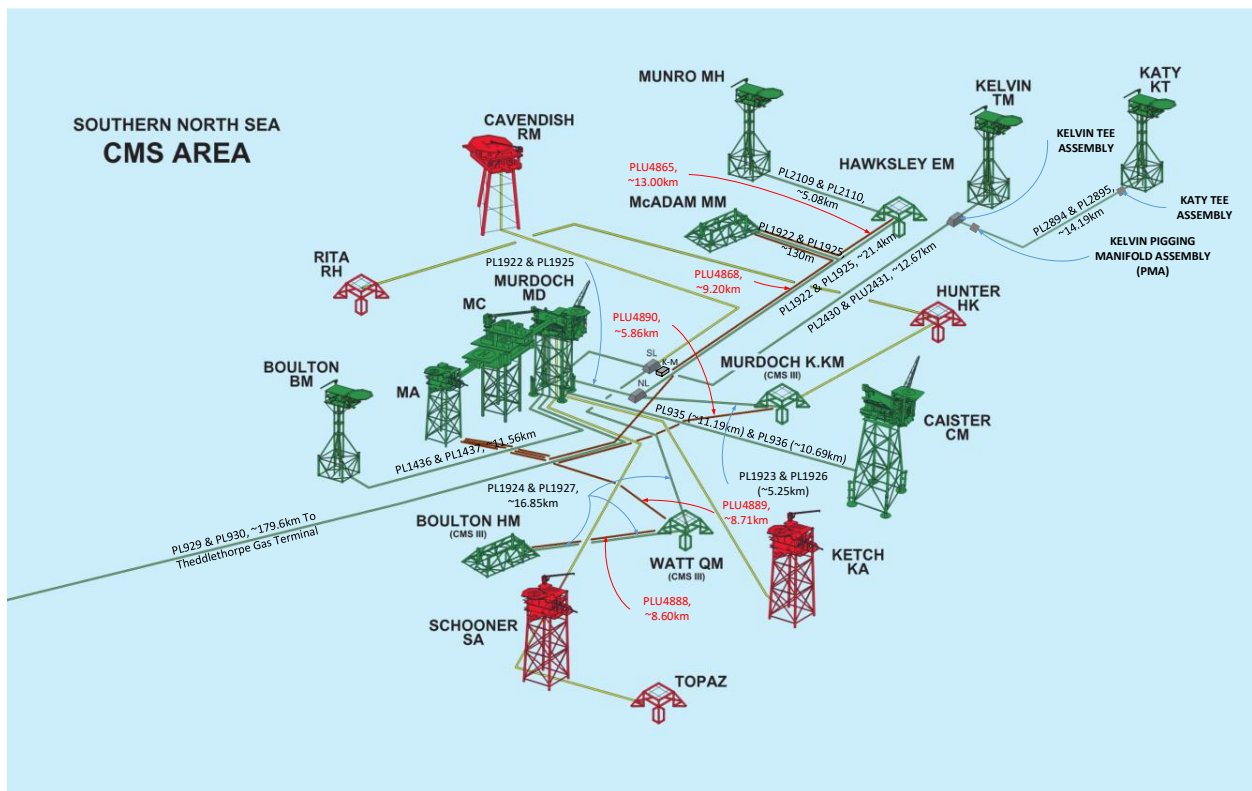 SOUTHERN NORTH SEA
CMS AREA
MUNRO MH
KELVIN
TM
KATY
KT
CAVENDISH
RM
KELVIN TEE
ASSEMBLY
PLU4865,
~13.00km
PL2109 & PL2110,
~5.08km
HAWKSLEY EM
McADAM MM
PL2894 & PL2895,
~14.19km
KATY TEE
ASSEMBLY
PL1922 & PL1925
~130m
PL1922 & PL1925, ~21.4km
KELVIN PIGGING
MANIFOLD ASSEMBLY
(PMA)
RITA
RH
PL1922 & PL1925
PLU4868,
~9.20km
PL2430 & PLU2431, ~12.67km
MURDOCH
MD
MC
HUNTER
HK
PLU4890,
~5.86km
SL
K-M
NL
MURDOCH K.KM
(CMS III)
BOULTON
BM
MA
CAISTER
CM
PL935 (~11.19km) & PL936 (~10.69km)
PL1436 & PL1437, ~11.56km
PL1923 & PL1926
(~5.25km)
PL1924 & PL1927,
~16.85km
PLU4889,
~8.71km
PL929 & PL930, ~179.6km To
Theddlethorpe Gas Terminal
BOULTON HM
(CMS III)
WATT QM
(CMS III)
KETCH
KA
PLU4888,
~8.60km
SCHOONER
SA
TOPAZ